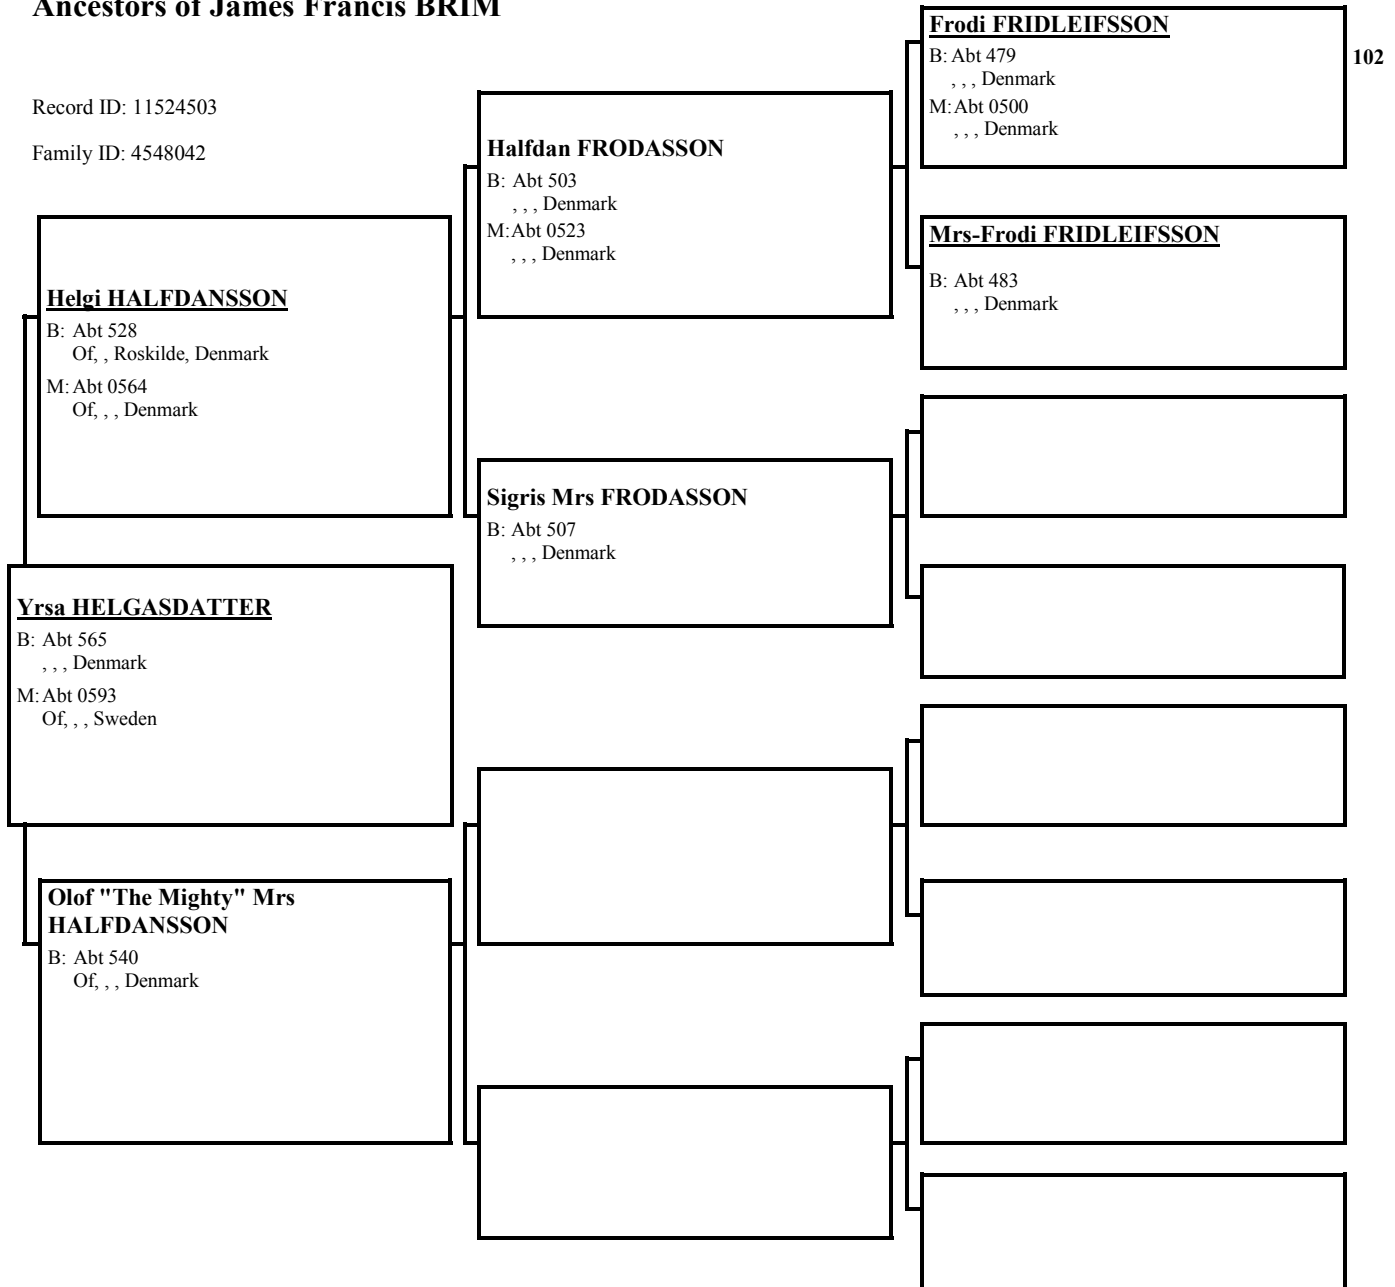 Ancestors of James Francis BRIM
Record ID: 11524503
Family ID: 4548042
Frodi FRIDLEIFSSON
B: Abt 479
, , , Denmark
M: Abt 0500
, , , Denmark
102
Halfdan FRODASSON
B: Abt 503
, , , Denmark
M: Abt 0523
, , , Denmark
Mrs-Frodi FRIDLEIFSSON
B: Abt 483
, , , Denmark
Helgi HALFDANSSON
B: Abt 528
Of, , Roskilde, Denmark
M: Abt 0564
Of, , , Denmark
Sigris Mrs FRODASSON
B: Abt 507
, , , Denmark
Yrsa HELGASDATTER
B: Abt 565
, , , Denmark
M: Abt 0593
Of, , , Sweden
Olof "The Mighty" Mrs
HALFDANSSON
B: Abt 540
Of, , , Denmark